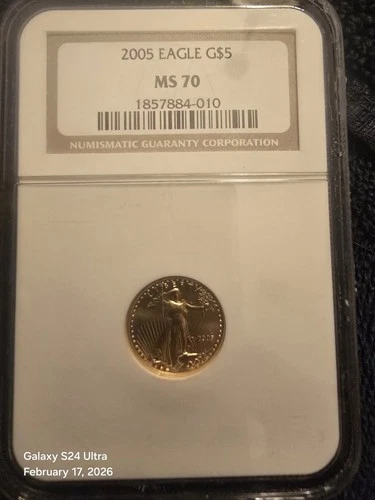 2005 EAGLE G$5
MS 70
1857884-010
NUMISMATIC GUARANTY CORPORATION
Galaxy S24 Ultra
February 17, 2026